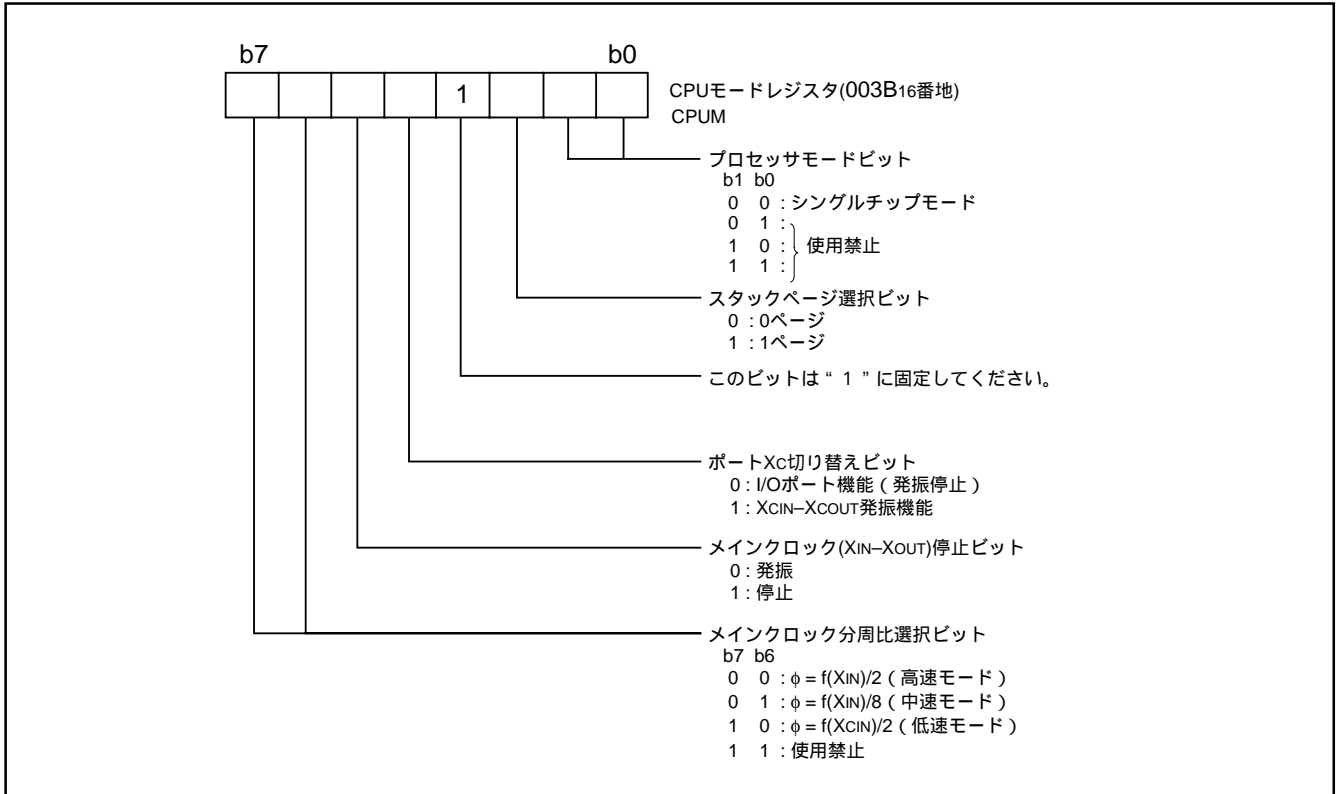 b7 b0
1
CPUモードレジスタ(003B16番地)
CPUM
プロセッサモードビット
b1 b0
0 0 : シングルチップモード
0 1 :
1 0 : 使用禁止
1 1 :
スタックページ選択ビット
0 : 0ページ
1 : 1ページ
このビットは“ 1 ”に固定してください。
ポートXC切り替えビット
0 : I/Oポート機能（発振停止）
1 : XCIN–XCOUT発振機能
メインクロック(XIN–XOUT)停止ビット
0 : 発振
1 : 停止
メインクロック分周比選択ビット
b7 b6
0 0 : φ = f(XIN)/2（高速モード）
0 1 : φ = f(XIN)/8（中速モード）
1 0 : φ = f(XCIN)/2（低速モード）
1 1 : 使用禁止